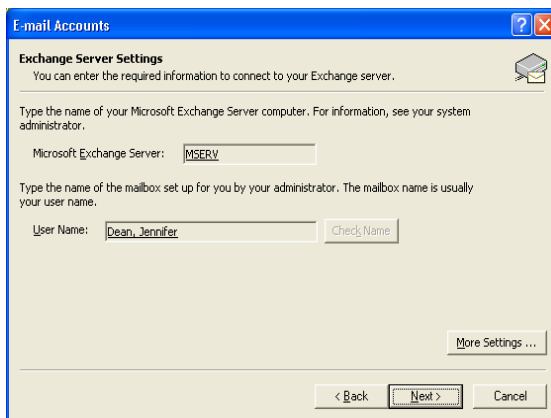 E-mail Accounts
Exchange Server Settings
You can enter the required information to connect to your Exchange server.
Type the name of your Microsoft Exchange Server computer. For information, see your system
administrator.
Microsoft Exchange Server: MSERV
Type the name of the mailbox set up for you by your administrator. The mailbox name is usually
your user name.
User Name: Dean, Jennifer Check Name
More Settings ...
< Back Next > Cancel